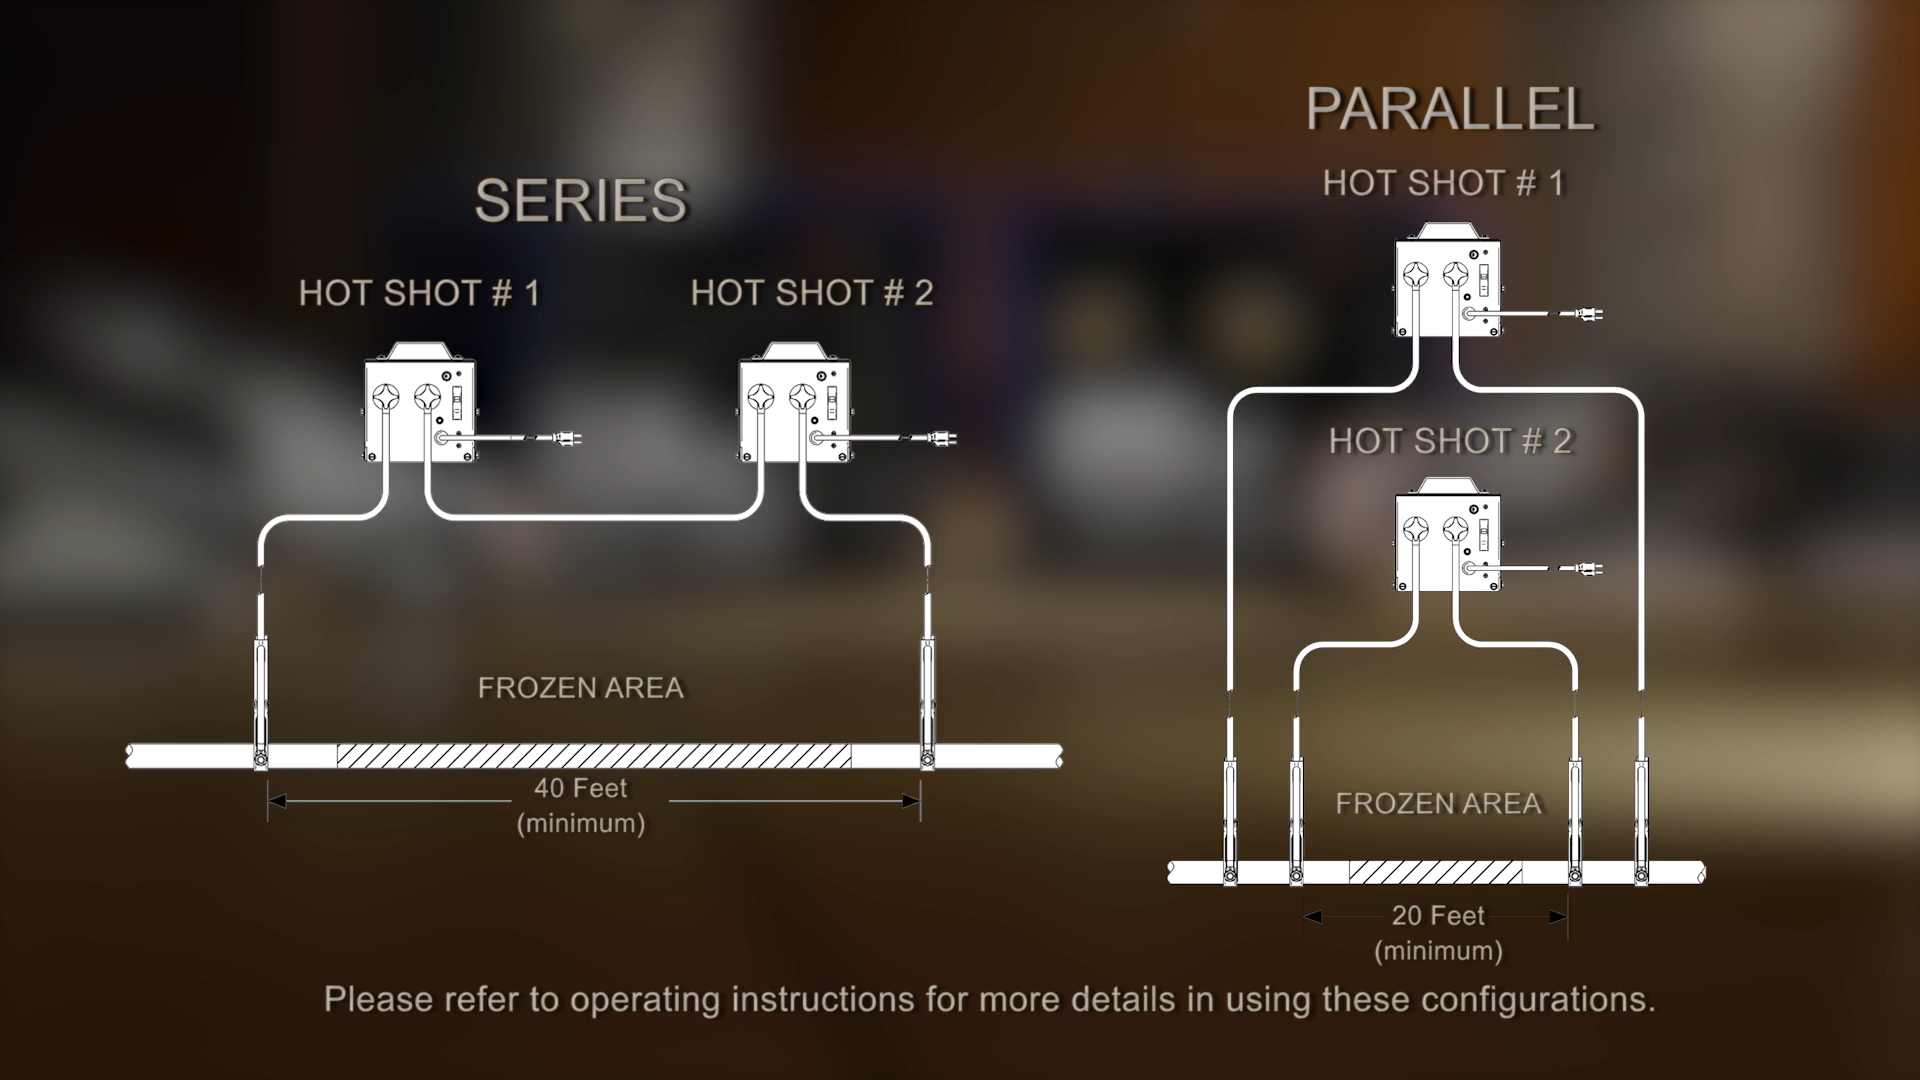 SERIES
HOT SHOT # 1
HOT SHOT # 2
FROZEN AREA
40 Feet
(minimum)
PARALLEL
HOT SHOT # 1
HOT SHOT # 2
FROZEN AREA
20 Feet
(minimum)
Please refer to operating instructions for more details in using these configurations.